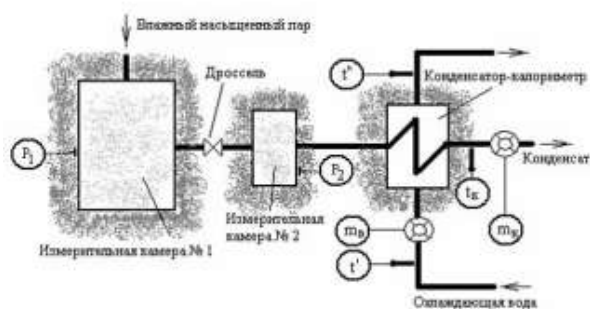 Влажный насыщенный пар
Дроссель
t"
Конденсатор-калориметр
P₁
P₂
Конденсат
tк
Измерительная
камера № 2
mв
mк
Измерительная камера № 1
t'
Охлаждающая вода